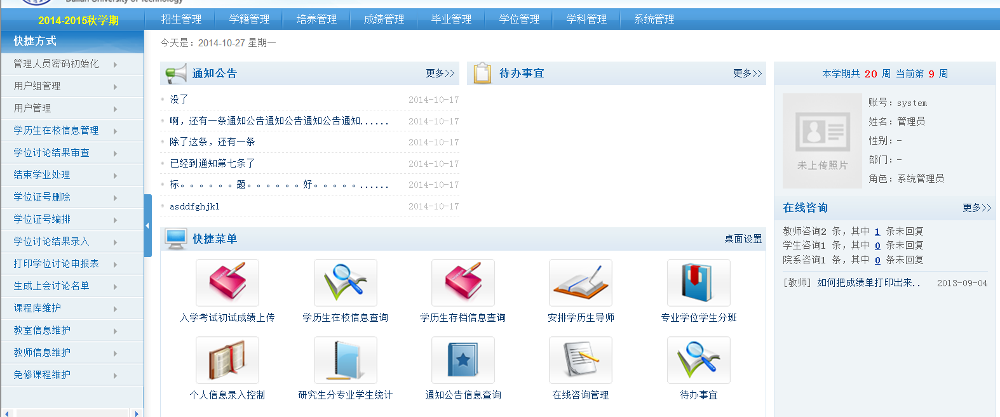 Dalian University of Technology
2014-2015秋学期
招生管理 学籍管理 培养管理 成绩管理 毕业管理 学位管理 学科管理 系统管理
快捷方式
管理人员密码初始化
用户组管理
用户管理
学历生在校信息管理
学位讨论结果审查
结束学业处理
学位证号删除
学位证号编排
学位讨论结果录入
打印学位讨论申报表
生成上会讨论名单
课程库维护
教室信息维护
教师信息维护
免修课程维护
今天是：2014-10-27 星期一
通知公告 更多>>
没了 2014-10-17
啊，还有一条通知公告通知公告通知公告通知...... 2014-10-17
除了这条，还有一条 2014-10-17
已经到通知第七条了 2014-10-17
标。。。。。。题。。。。。。好。。。。。...... 2014-10-17
asddfghjkl 2014-10-17
待办事宜 更多>>
快捷菜单 桌面设置
入学考试初试成绩上传 学历生在校信息查询 学历生存档信息查询 安排学历生导师 专业学位学生分班
个人信息录入控制 研究生分专业学生统计 通知公告信息查询 在线咨询管理 待办事宜
本学期共 20 周 当前第 9 周
未上传照片
账号：system
姓名：管理员
性别：-
部门：-
角色：系统管理员
在线咨询 更多>>
教师咨询2 条，其中 1 条未回复
学生咨询1 条，其中 0 条未回复
院系咨询1 条，其中 0 条未回复
[教师] 如何把成绩单打印出来.. 2013-09-04